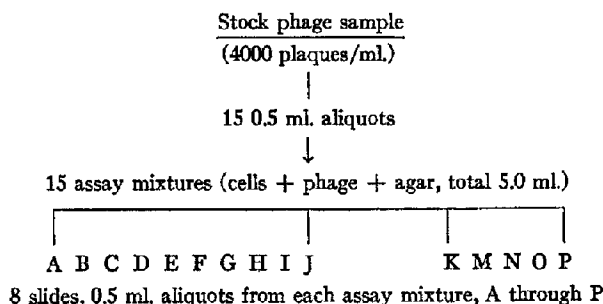 Stock phage sample
(4000 plaques/ml.)
15 0.5 ml. aliquots
15 assay mixtures (cells + phage + agar, total 5.0 ml.)
A B C D E F G H I J K M N O P
8 slides, 0.5 ml. aliquots from each assay mixture, A through P